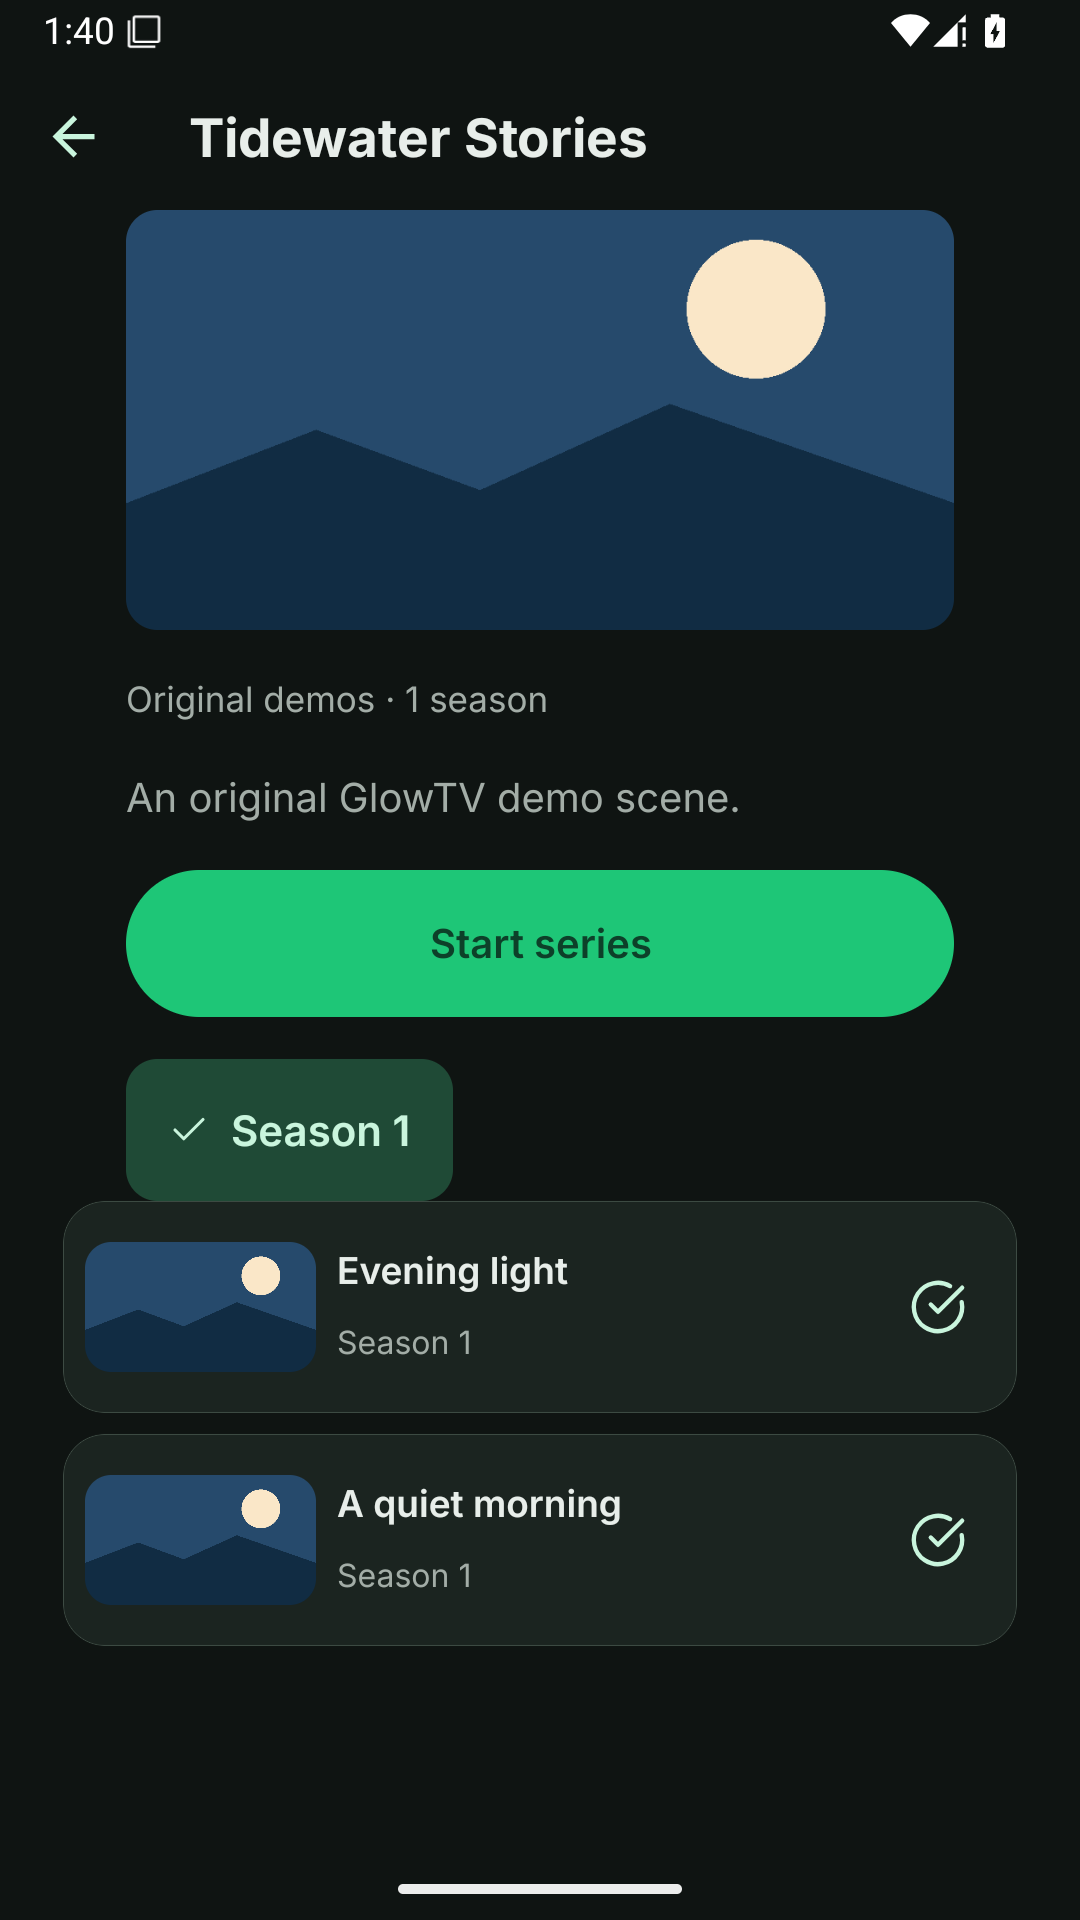 1:40
Tidewater Stories
Original demos · 1 season
An original GlowTV demo scene.
Start series
Season 1
Evening light
Season 1
A quiet morning
Season 1